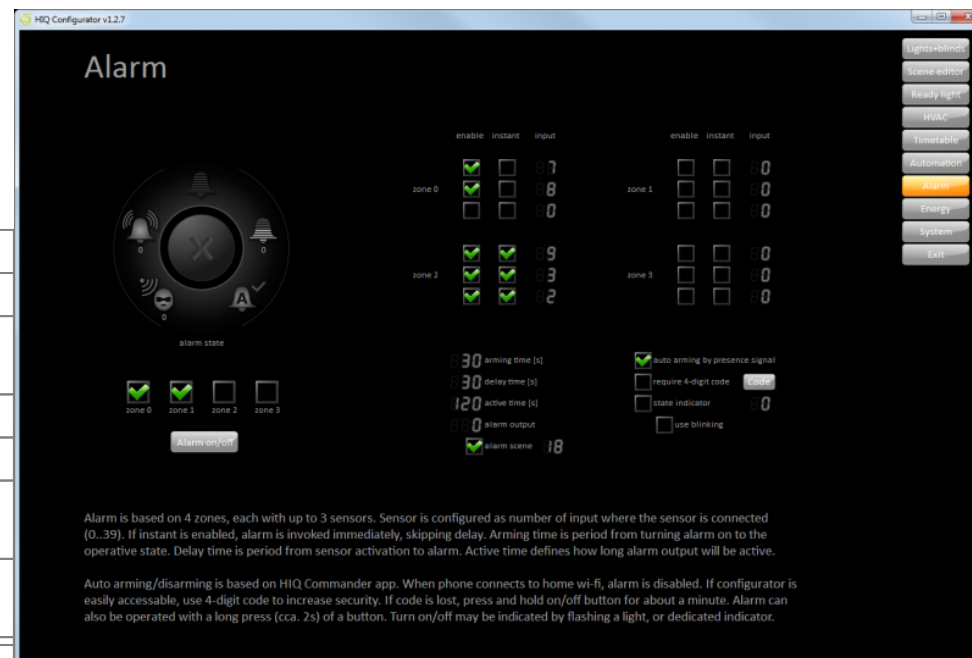 HIQ Configurator v1.2.7
Alarm
Lights+blinds
Scene editor
Ready light
HVAC
Timetable
Automation
Alarm
Energy
System
Exit
enable instant input
zone 0
7
8
0
enable instant input
zone 1
0
0
0
zone 2
9
3
2
zone 3
0
0
0
0
0
0
A
alarm state
zone 0 zone 1 zone 2 zone 3
Alarm on/off
30 arming time [s]
30 delay time [s]
120 active time [s]
0 alarm output
alarm scene 18
auto arming by presence signal
require 4-digit code Code
state indicator 0
use blinking
Alarm is based on 4 zones, each with up to 3 sensors. Sensor is configured as number of input where the sensor is connected
(0..39). If instant is enabled, alarm is invoked immediately, skipping delay. Arming time is period from turning alarm on to the
operative state. Delay time is period from sensor activation to alarm. Active time defines how long alarm output will be active.
Auto arming/disarming is based on HIQ Commander app. When phone connects to home wi-fi, alarm is disabled. If configurator is
easily accessable, use 4-digit code to increase security. If code is lost, press and hold on/off button for about a minute. Alarm can
also be operated with a long press (cca. 2s) of a button. Turn on/off may be indicated by flashing a light, or dedicated indicator.